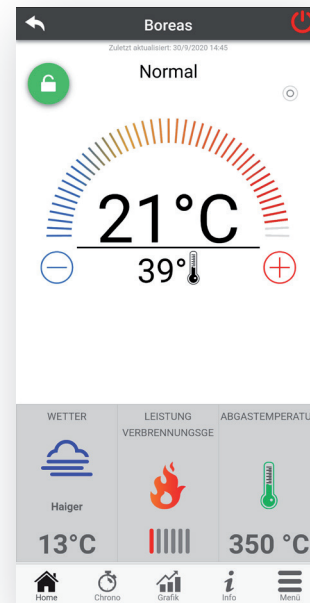 Boreas
Zuletzt aktualisiert: 30/9/2020 14:45
Normal
21°C
39°
WETTER
LEISTUNG
VERBRENNUNGSGE
ABGASTEMPERATU
Haiger
13°C
350 °C
Home
Chrono
Grafik
Info
Menü